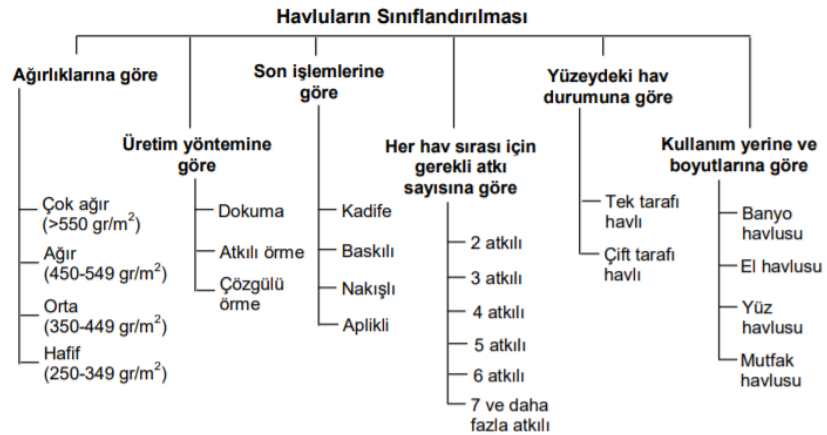 Havluların Sınıflandırılması
Ağırlıklarına göre
Çok ağır
(>550 gr/m²)
Ağır
(450-549 gr/m²)
Orta
(350-449 gr/m²)
Hafif
(250-349 gr/m²)
Üretim yöntemine
göre
Dokuma
Atkılı örme
Çözgülü
örme
Son işlemlerine
göre
Kadife
Baskılı
Nakışlı
Aplikli
Her hav sırası için
gerekli atkı
sayısına göre
2 atkılı
3 atkılı
4 atkılı
5 atkılı
6 atkılı
7 ve daha
fazla atkılı
Yüzeydeki hav
durumuna göre
Tek tarafı
havlı
Çift tarafı
havlı
Kullanım yerine ve
boyutlarına göre
Banyo
havlusu
El havlusu
Yüz
havlusu
Mutfak
havlusu